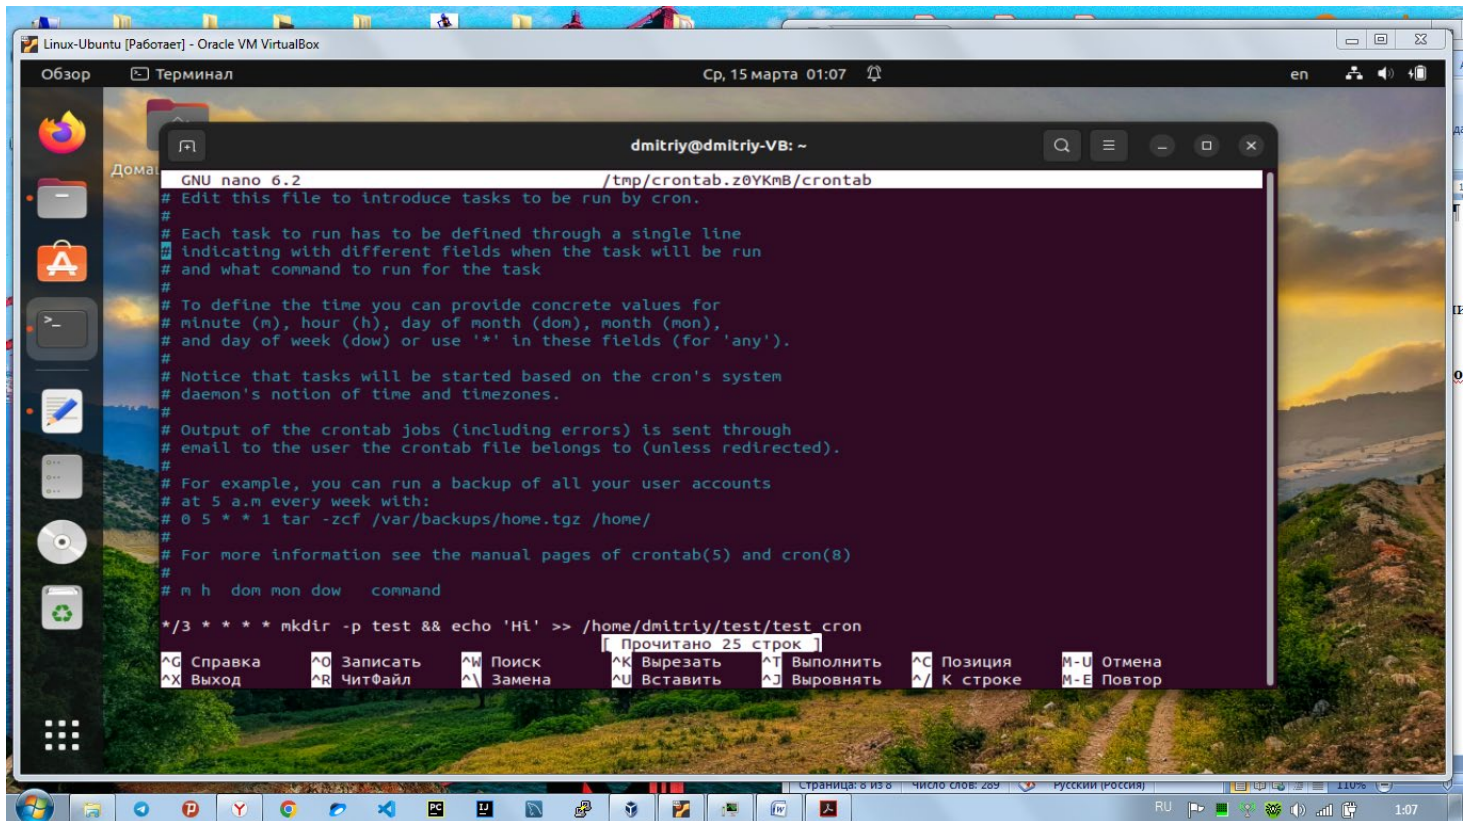 Linux-Ubuntu [Работает] - Oracle VM VirtualBox
Обзор Терминал Ср, 15 марта 01:07 en
dmitriy@dmitriy-VB: ~
GNU nano 6.2 /tmp/crontab.z0YKmB/crontab
# Edit this file to introduce tasks to be run by cron.
#
# Each task to run has to be defined through a single line
# indicating with different fields when the task will be run
# and what command to run for the task
#
# To define the time you can provide concrete values for
# minute (m), hour (h), day of month (dom), month (mon),
# and day of week (dow) or use '*' in these fields (for 'any').
#
# Notice that tasks will be started based on the cron's system
# daemon's notion of time and timezones.
#
# Output of the crontab jobs (including errors) is sent through
# email to the user the crontab file belongs to (unless redirected).
#
# For example, you can run a backup of all your user accounts
# at 5 a.m every week with:
# 0 5 * * 1 tar -zcf /var/backups/home.tgz /home/
#
# For more information see the manual pages of crontab(5) and cron(8)
#
# m h  dom mon dow   command
*/3 * * * * mkdir -p test && echo 'Hi' >> /home/dmitriy/test/test_cron
[ Прочитано 25 строк ]
^G Справка ^O Записать ^W Поиск ^K Вырезать ^T Выполнить ^C Позиция M-U Отмена
^X Выход ^R ЧитФайл ^\ Замена ^U Вставить ^J Выровнять ^/ К строке M-E Повтор
Страница: 8 из 8 Число слов: 289 Русский (Россия) 110%
RU 1:07